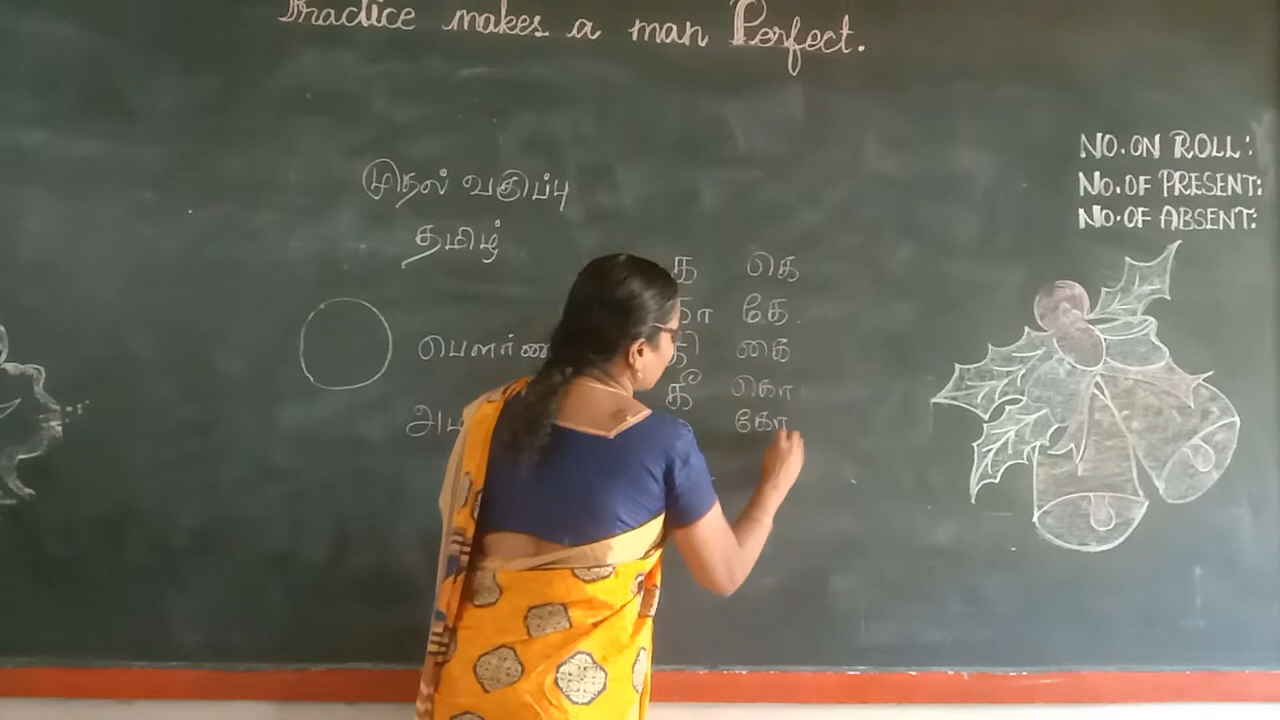 Practice makes a man Perfect.
முதல் வகுப்பு
தமிழ்
NO. ON ROLL:
NO. OF PRESENT:
NO. OF ABSENT:
க கெ
கா கே
கி கை
கீ கொ
கோ